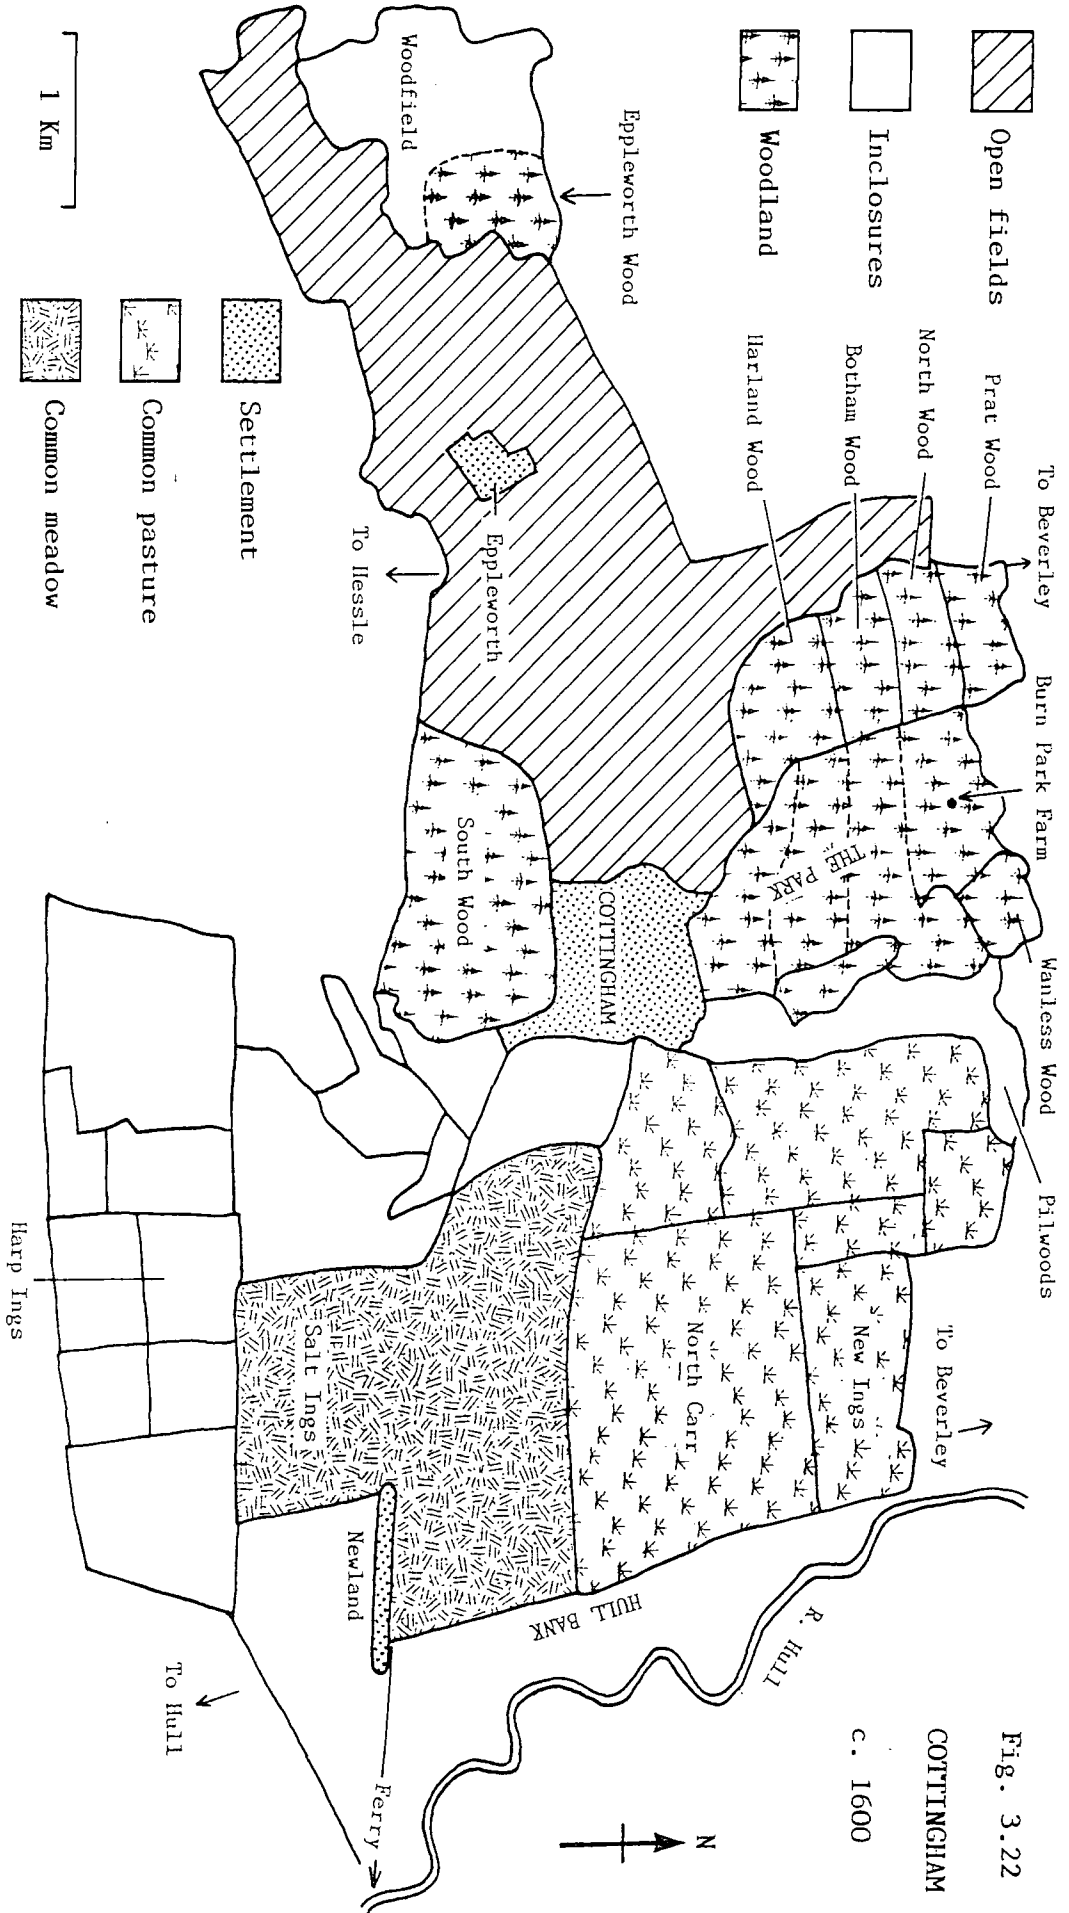 Fig. 3.22
COTTINGHAM
c. 1600
Open fields
Inclosures
Woodland
Settlement
Common pasture
Common meadow
1 Km
N
To Beverley
Prat Wood
North Wood
Botham Wood
Harland Wood
Burn Park Farm
THE PARK
Wanless Wood
Pilwoods
To Beverley
Eppleworth Wood
Woodfield
Eppleworth
To Hessle
South Wood
COTTINGHAM
New Ings
North Carr
Salt Ings
HULL BANK
R. Hull
Newland
Harp Ings
To Hull
Ferry